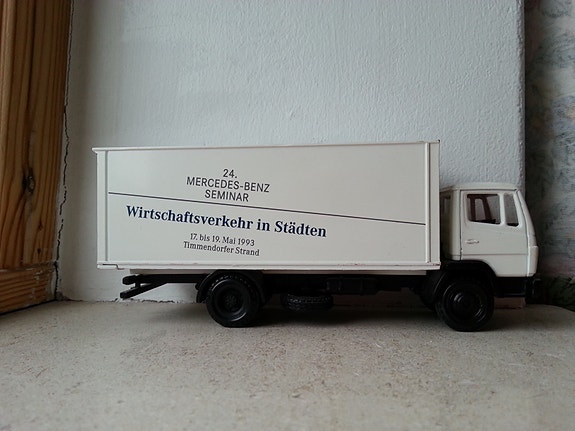 24.
MERCEDES-BENZ
SEMINAR
Wirtschaftsverkehr in Städten
17. bis 19. Mai 1993
Timmendorfer Strand